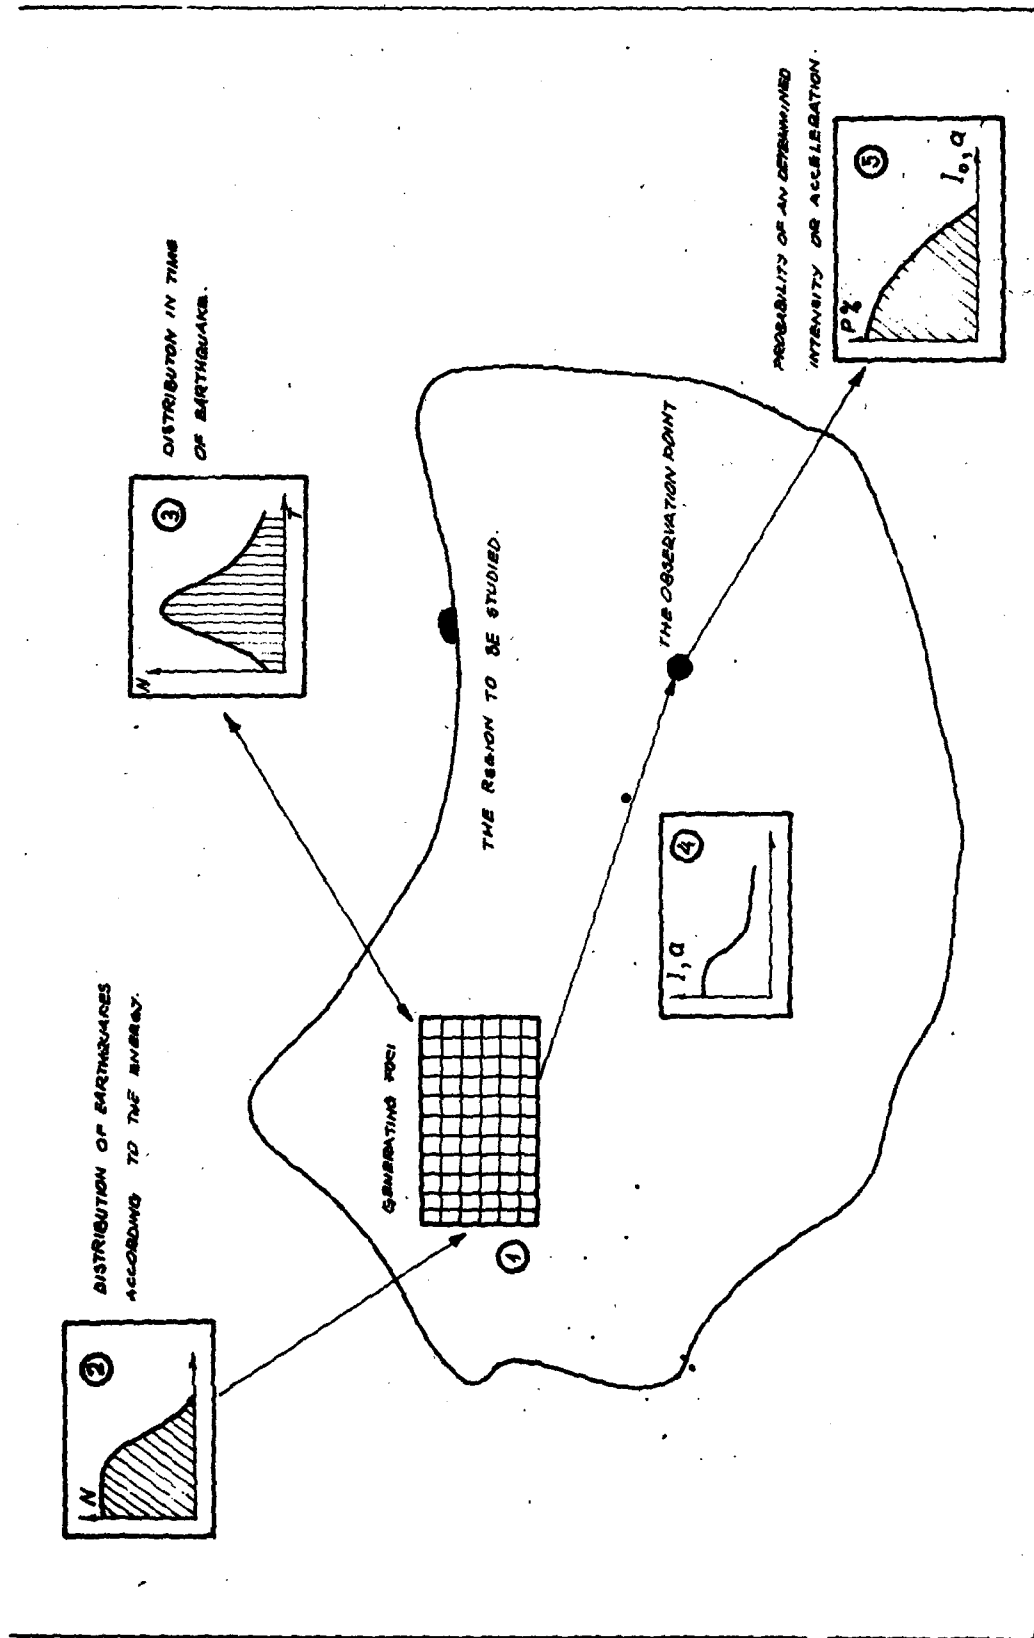 2
N
DISTRIBUTION OF EARTHQUARES
ACCORDING TO THE ENERGY.
3
N
T
DISTRIBUTON IN TIME
OF EARTHQUAKE.
1
GENERATING FOCI
THE REGION TO BE STUDIED.
THE OBSERVATION POINT
4
I, a
PROBABILITY OF AN DETERMINED
INTENSITY OR ACCELERATION.
5
P%
I₀, a